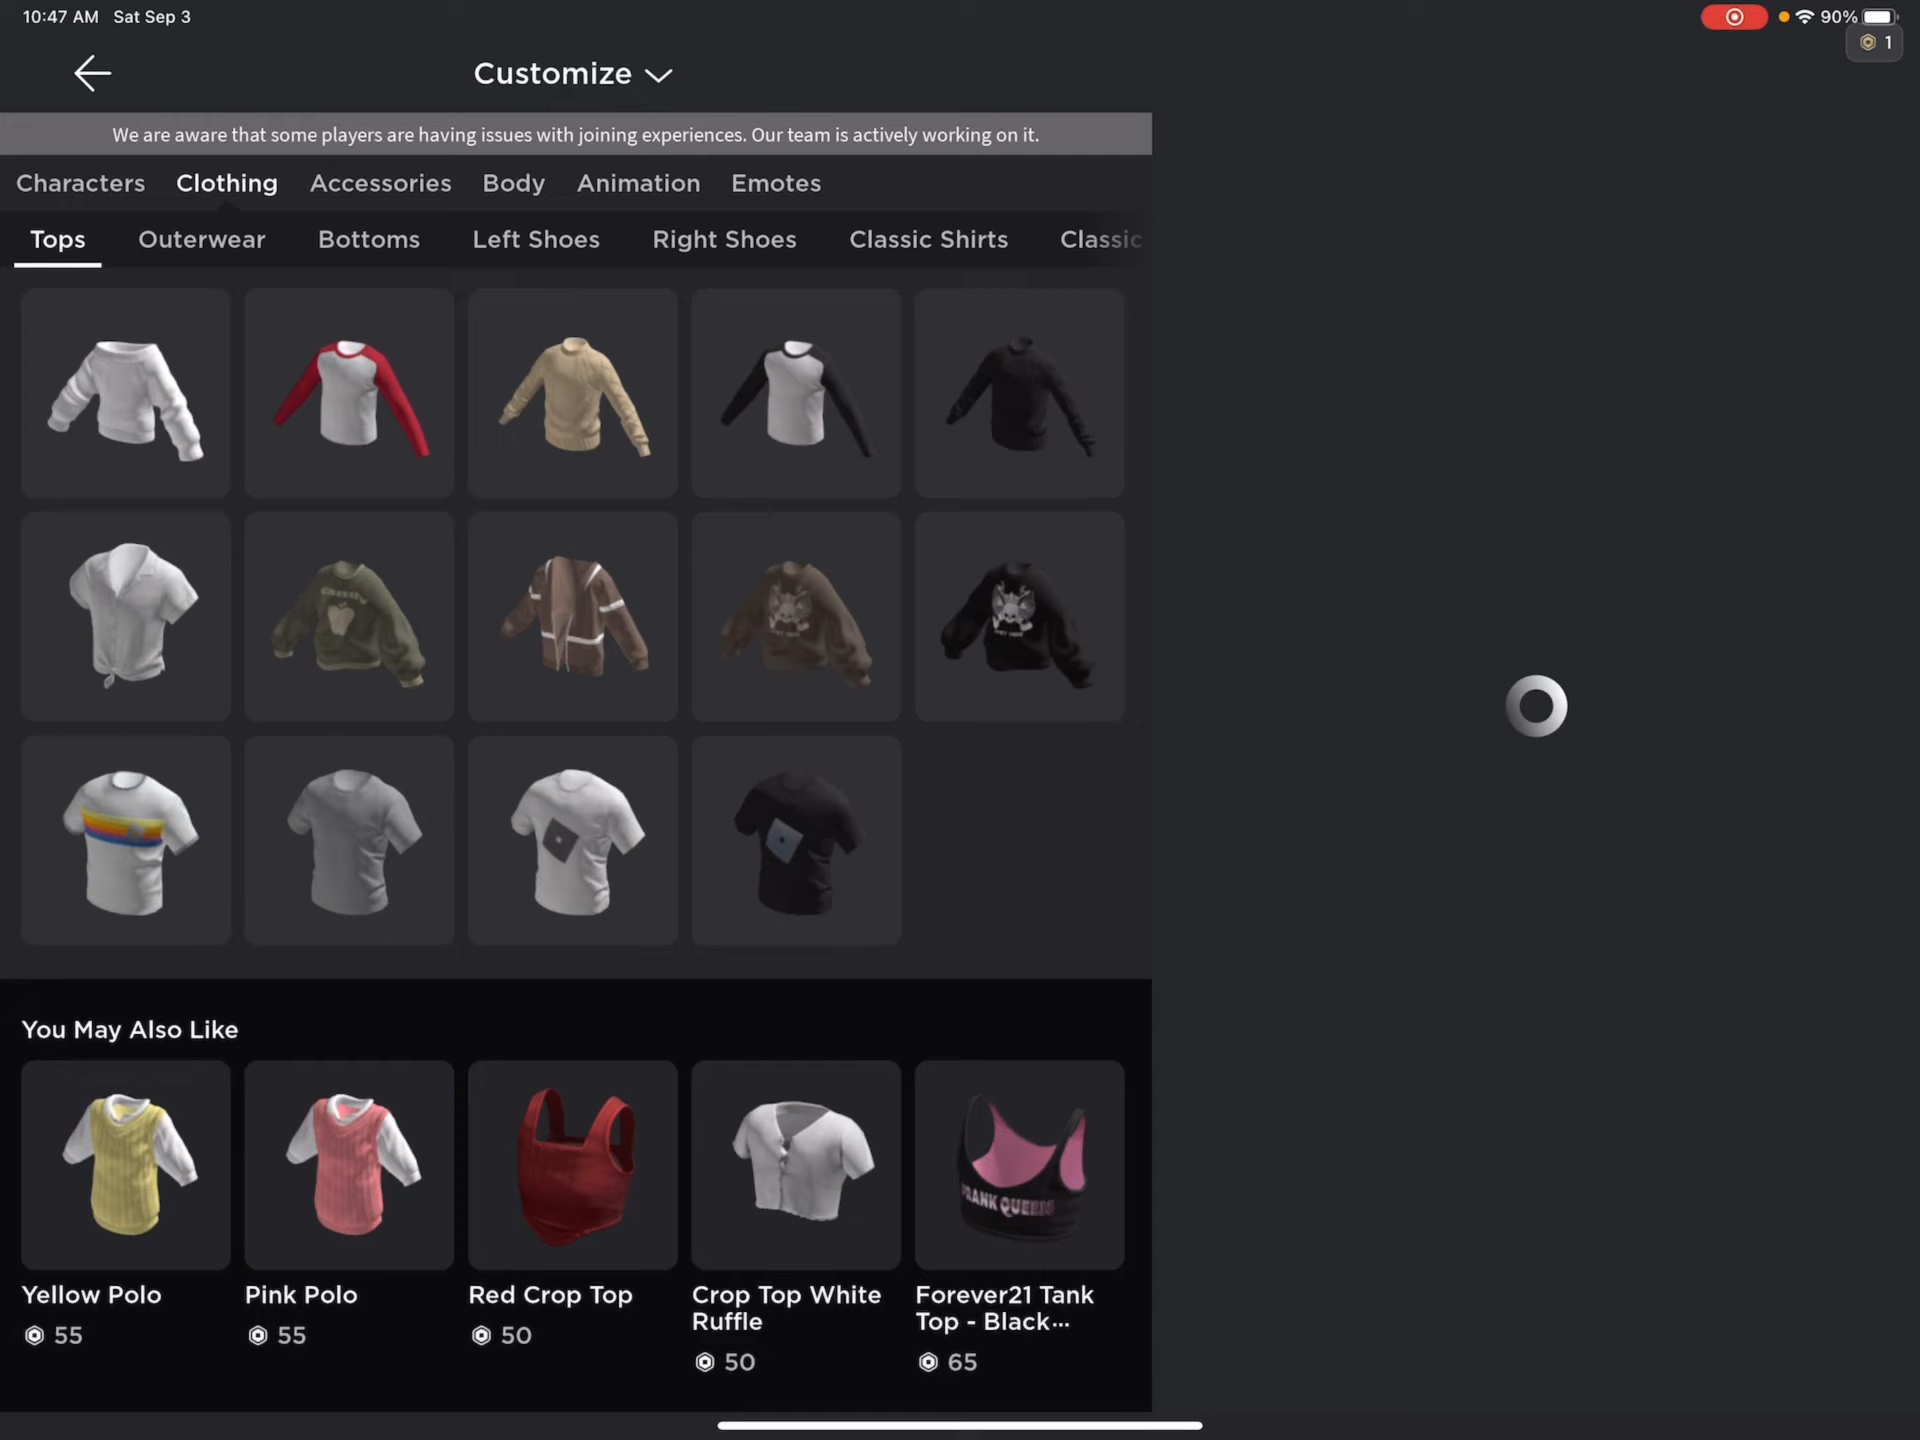 10:47 AM Sat Sep 3
90%
1
Customize
We are aware that some players are having issues with joining experiences. Our team is actively working on it.
Characters Clothing Accessories Body Animation Emotes
Tops Outerwear Bottoms Left Shoes Right Shoes Classic Shirts Classic
You May Also Like
RANK QUEEN
Yellow Polo
55
Pink Polo
55
Red Crop Top
50
Crop Top White
Ruffle
50
Forever21 Tank
Top - Black...
65